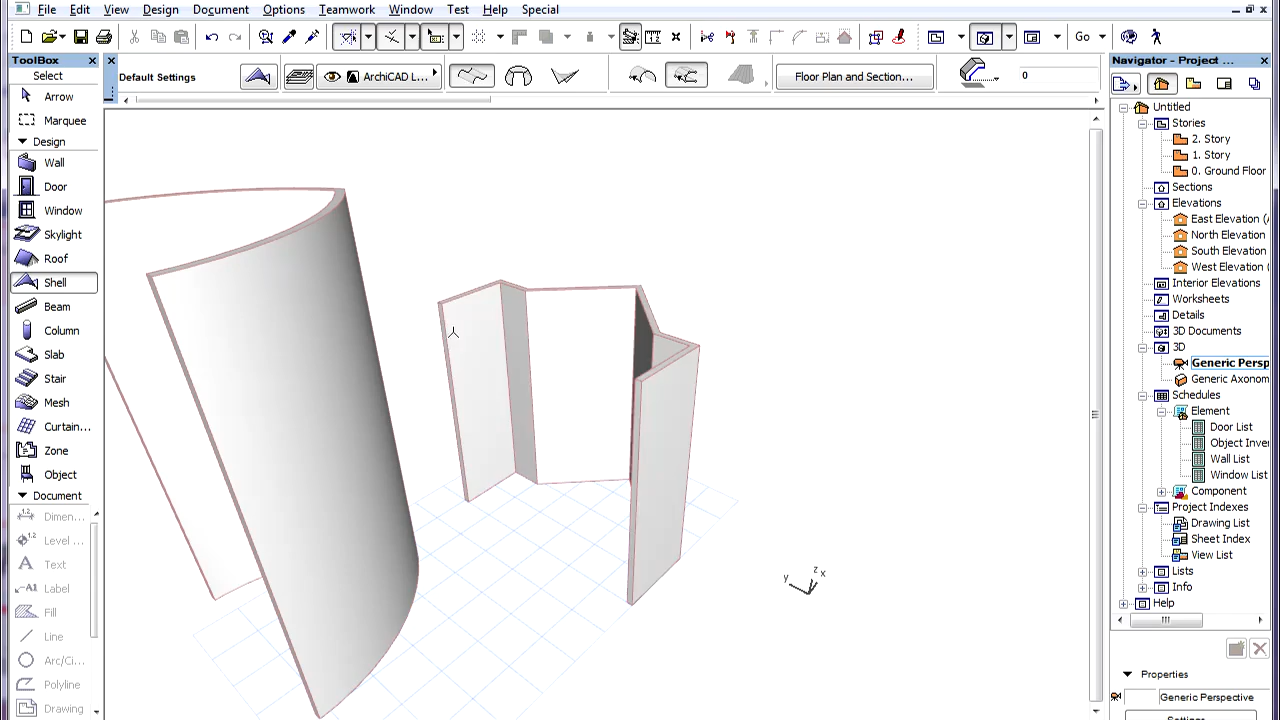 File Edit View Design Document Options Teamwork Window Test Help Special
Go
ToolBox
Select
Arrow
Marquee
Design
Wall
Door
Window
Skylight
Roof
Shell
Beam
Column
Slab
Stair
Mesh
Curtain...
Zone
Object
Document
Dimen...
Level ...
Text
Label
Fill
Line
Arc/Ci...
Polyline
Drawing
Default Settings
ArchiCAD L...
Floor Plan and Section...
0
Navigator - Project ...
Untitled
Stories
2. Story
1. Story
0. Ground Floor
Sections
Elevations
East Elevation (A
North Elevation
South Elevation
West Elevation (
Interior Elevations
Worksheets
Details
3D Documents
3D
Generic Persp
Generic Axonom
Schedules
Element
Door List
Object Inve
Wall List
Window List
Component
Project Indexes
Drawing List
Sheet Index
View List
Lists
Info
Help
Properties
Generic Perspective
Settings...
y z x